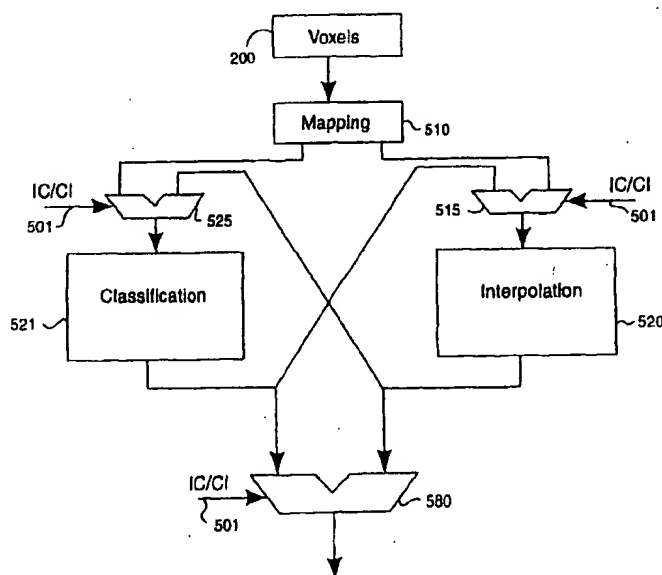 Voxels
200
Mapping
510
IC/CI
501
525
515
IC/CI
501
Classification
521
Interpolation
520
IC/CI
501
580